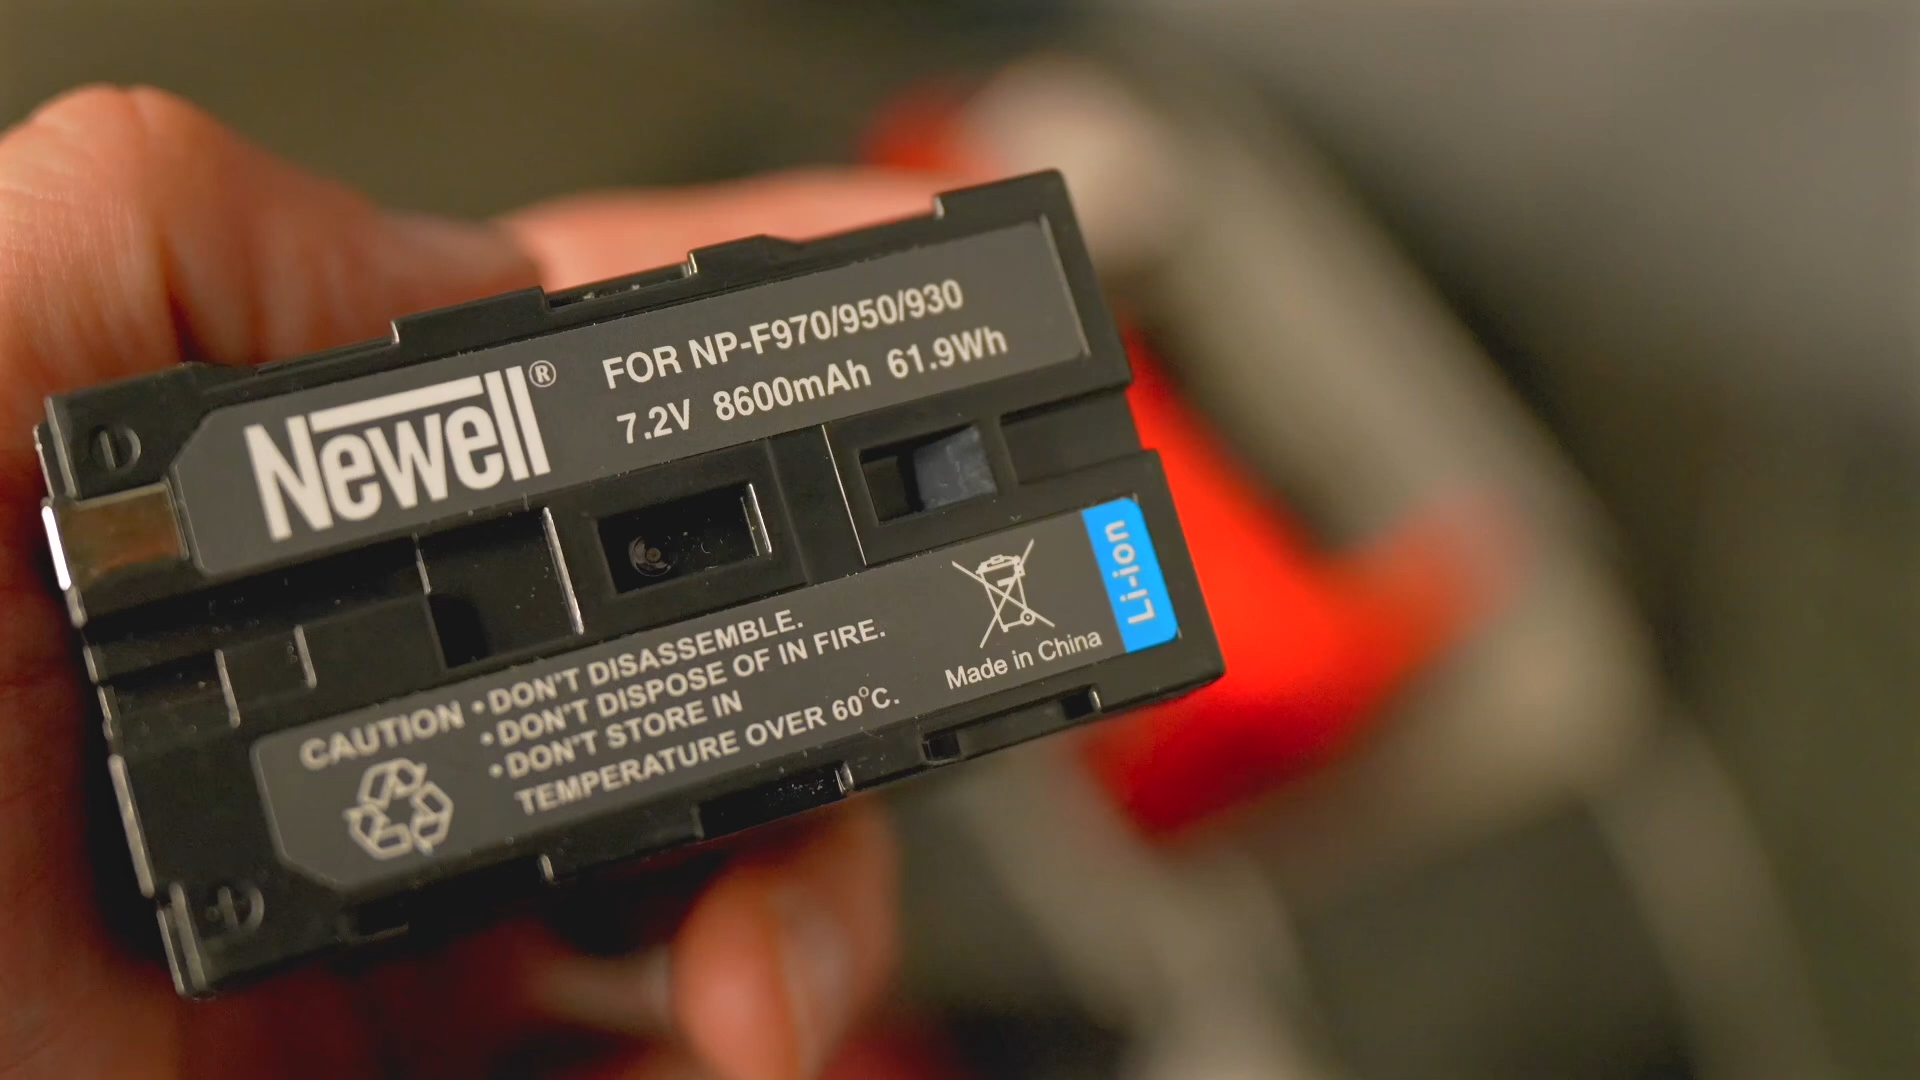 Newell®
FOR NP-F970/950/930
7.2V 8600mAh 61.9Wh
CAUTION •DON'T DISASSEMBLE.
•DON'T DISPOSE OF IN FIRE.
•DON'T STORE IN
TEMPERATURE OVER 60°C.
Made in China
Li-ion